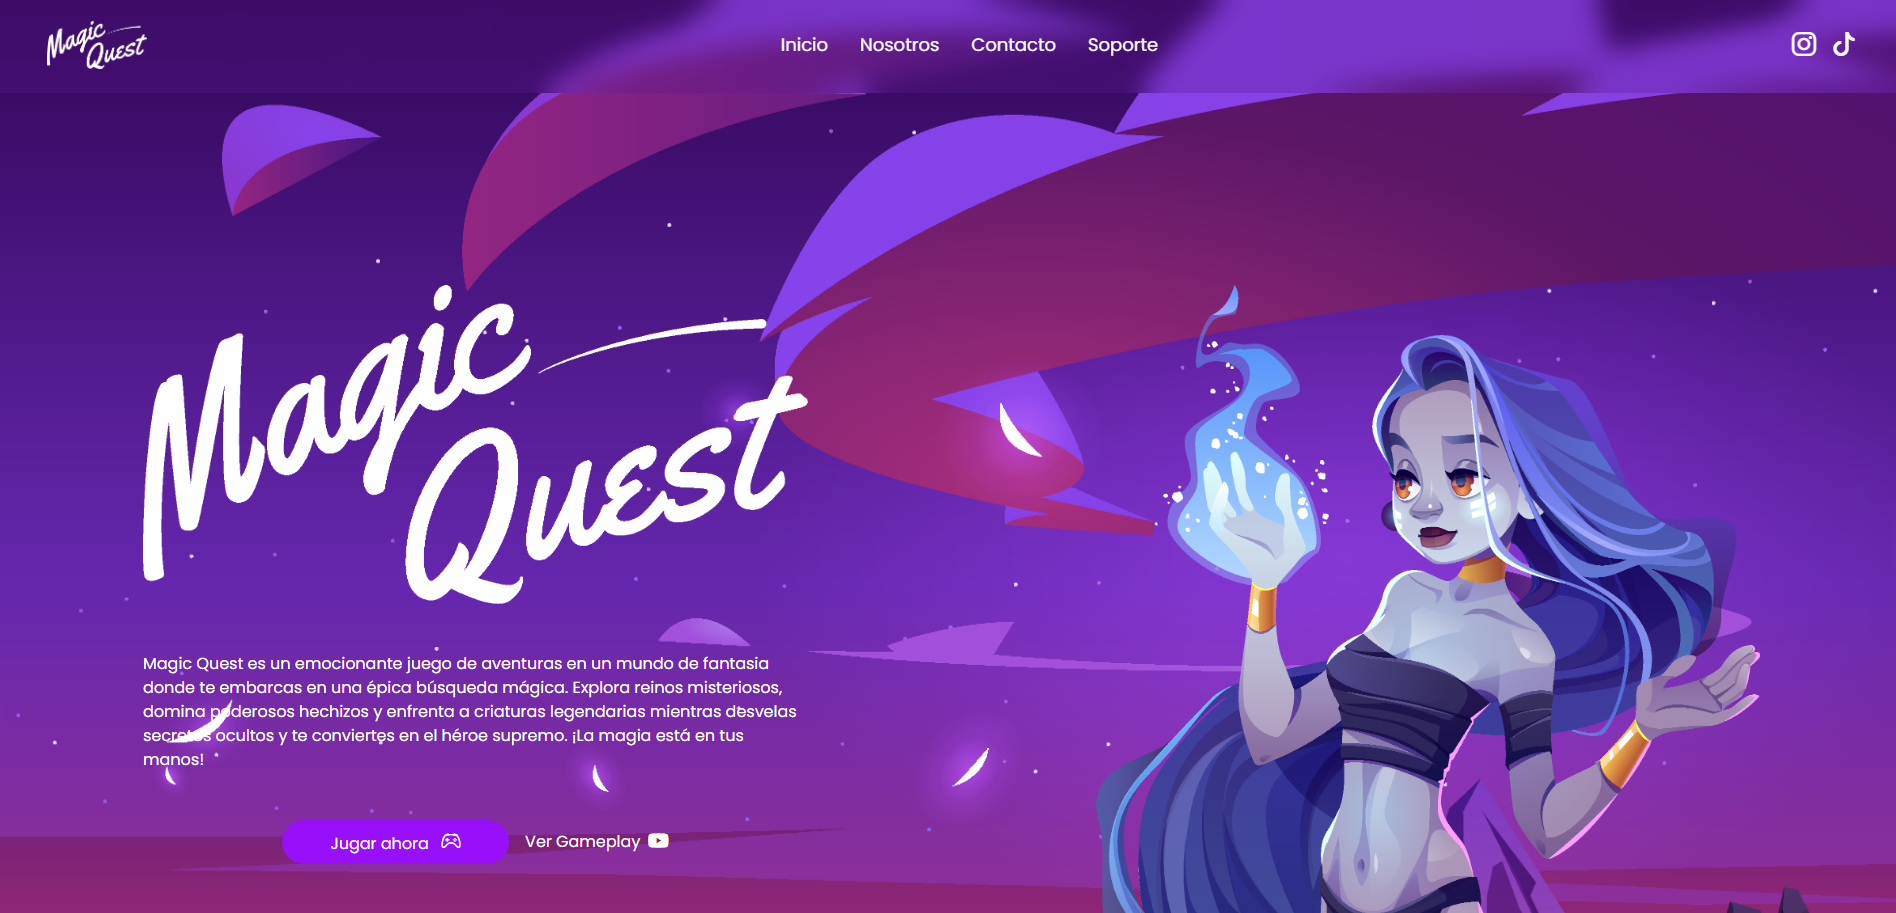 Magic
Quest
Inicio Nosotros Contacto Soporte
Magic
Quest
Magic Quest es un emocionante juego de aventuras en un mundo de fantasia
donde te embarcas en una épica búsqueda mágica. Explora reinos misteriosos,
domina poderosos hechizos y enfrenta a criaturas legendarias mientras desvelas
secretos ocultos y te conviertes en el héroe supremo. ¡La magia está en tus
manos!
Jugar ahora Ver Gameplay